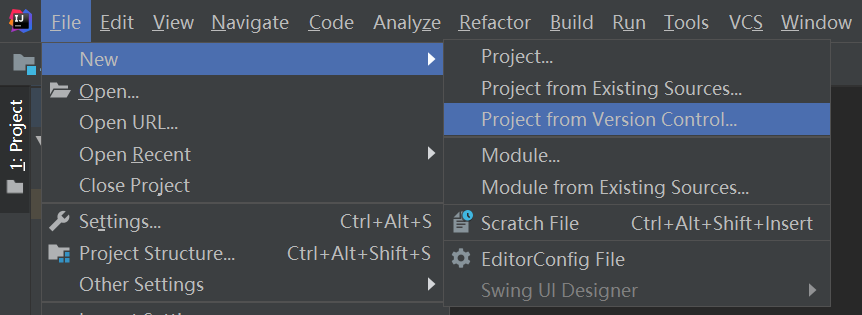 IJ File Edit View Navigate Code Analyze Refactor Build Run Tools VCS Window
1: Project
New
Open...
Open URL...
Open Recent
Close Project
Settings... Ctrl+Alt+S
Project Structure... Ctrl+Alt+Shift+S
Other Settings
Project...
Project from Existing Sources...
Project from Version Control...
Module...
Module from Existing Sources...
Scratch File Ctrl+Alt+Shift+Insert
EditorConfig File
Swing UI Designer